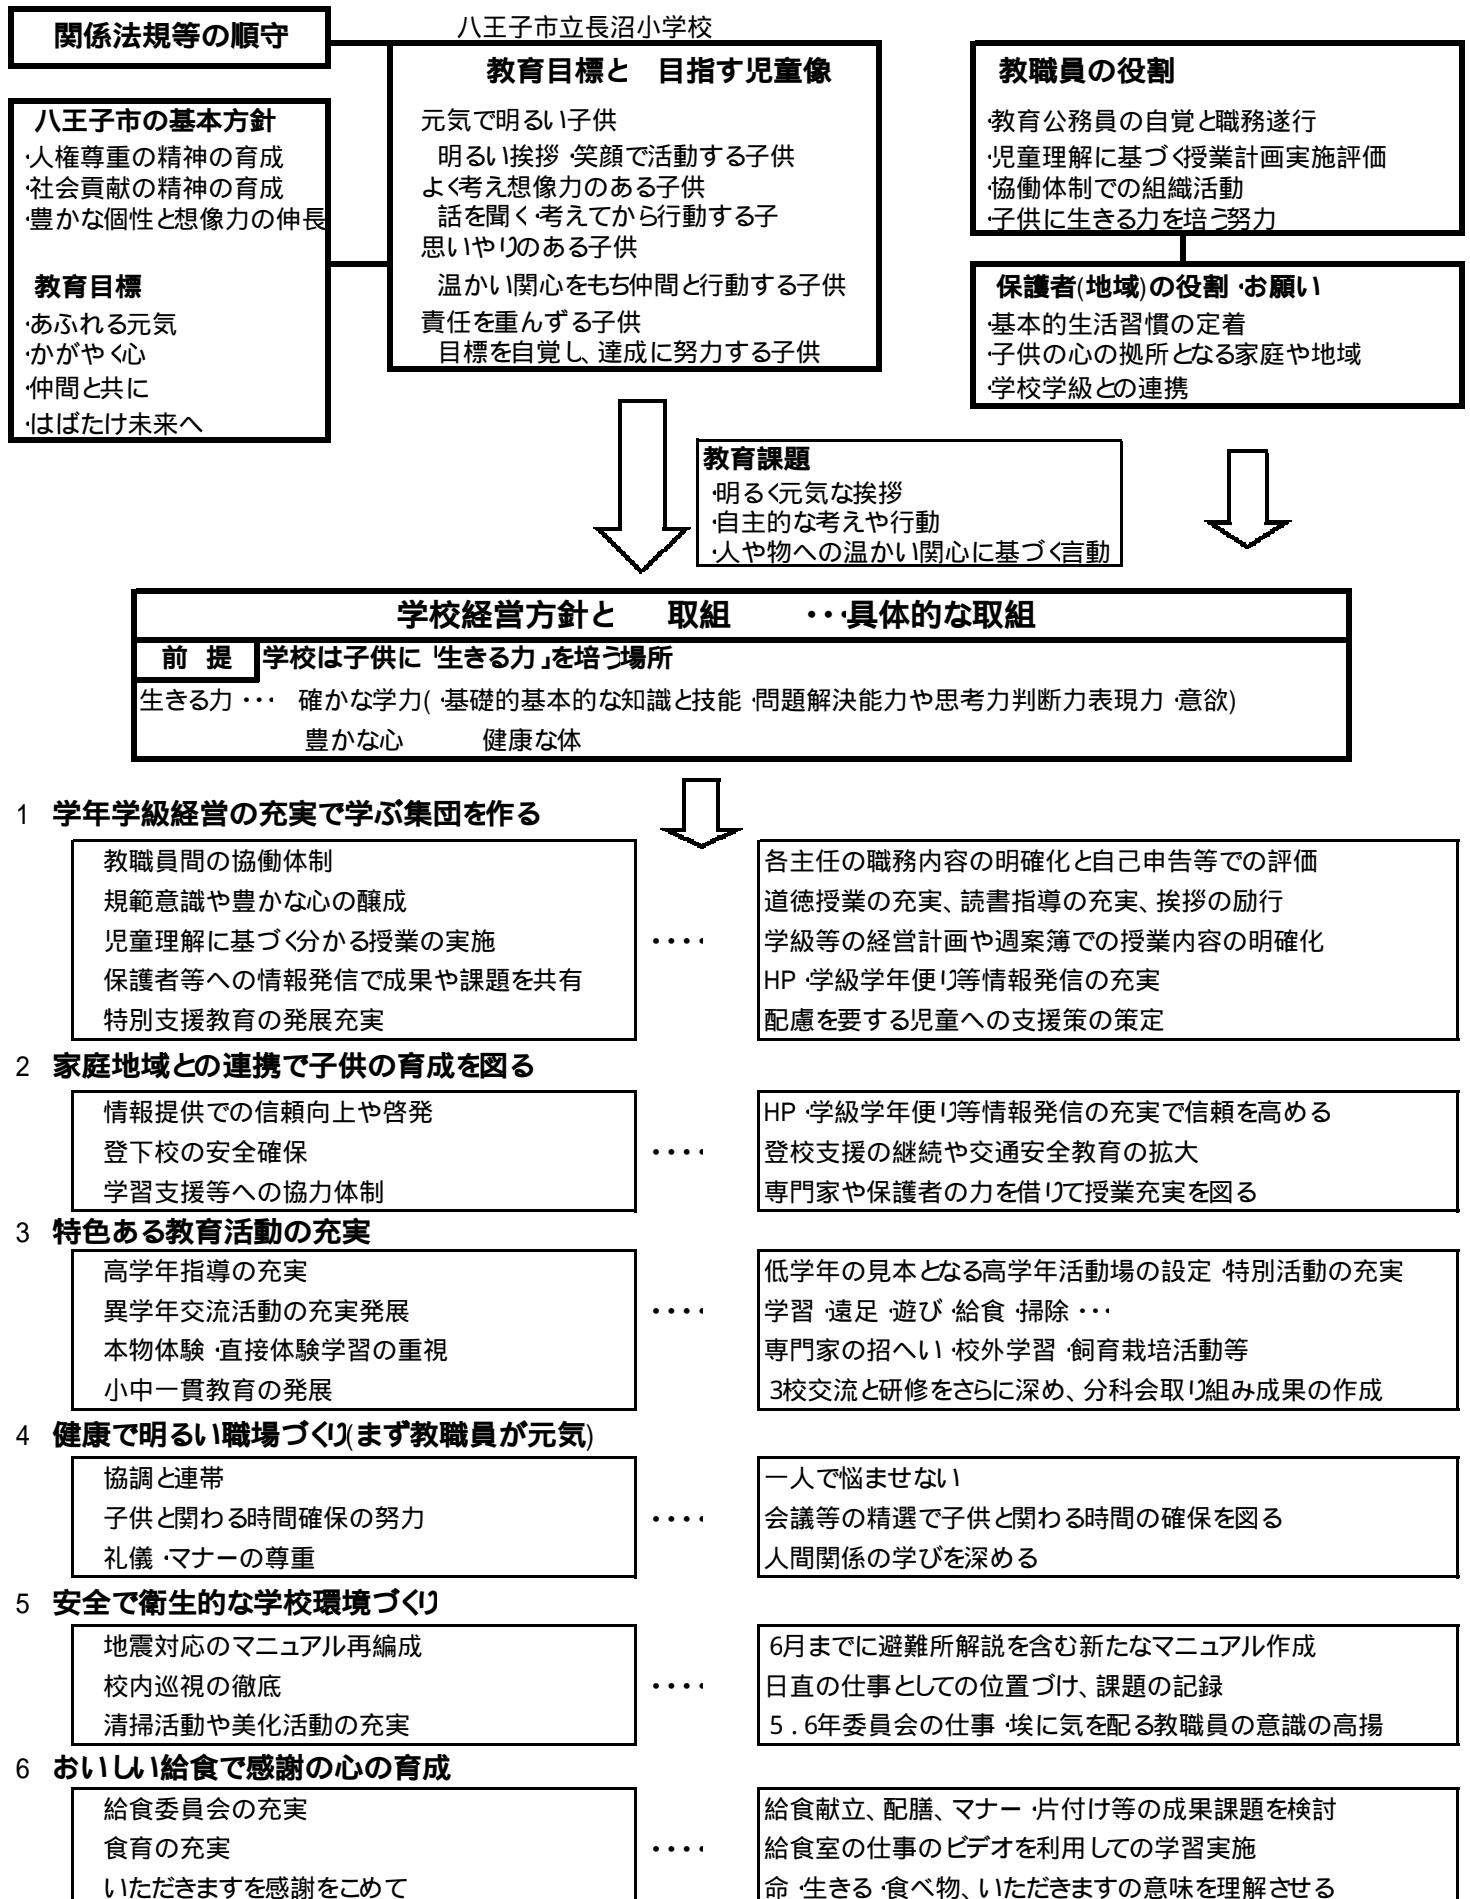 関係法規等の順守
八王子市立長沼小学校
八王子市の基本方針
・人権尊重の精神の育成
・社会貢献の精神の育成
・豊かな個性と想像力の伸長
教育目標
・あふれる元気
・かがやく心
・仲間と共に
・はばたけ未来へ
教育目標と　目指す児童像
元気で明るい子供
明るい挨拶・笑顔で活動する子供
よく考え想像力のある子供
話を聞く・考えてから行動する子
思いやりのある子供
温かい関心をもち仲間と行動する子供
責任を重んずる子供
目標を自覚し、達成に努力する子供
教職員の役割
・教育公務員の自覚と職務遂行
・児童理解に基づく授業計画実施評価
・協働体制での組織活動
・子供に生きる力を培う努力
保護者(地域)の役割・お願い
・基本的生活習慣の定着
・子供の心の拠所となる家庭や地域
・学校学級との連携
教育課題
・明るく元気な挨拶
・自主的な考えや行動
・人や物への温かい関心に基づく言動
学校経営方針と　取組　・・・具体的な取組
前 提　学校は子供に「生きる力」を培う場所
生きる力・・・　確かな学力(・基礎的基本的な知識と技能・問題解決能力や思考力判断力表現力・意欲)
豊かな心　健康な体
1 学年学級経営の充実で学ぶ集団を作る
教職員間の協働体制　各主任の職務内容の明確化と自己申告等での評価
規範意識や豊かな心の醸成　道徳授業の充実、読書指導の充実、挨拶の励行
児童理解に基づく分かる授業の実施　・・・・　学級等の経営計画や週案簿での授業内容の明確化
保護者等への情報発信で成果や課題を共有　HP・学級学年便り等情報発信の充実
特別支援教育の発展充実　配慮を要する児童への支援策の策定
2 家庭地域との連携で子供の育成を図る
情報提供での信頼向上や啓発　HP・学級学年便り等情報発信の充実で信頼を高める
登下校の安全確保　・・・・　登校支援の継続や交通安全教育の拡大
学習支援等への協力体制　専門家や保護者の力を借りて授業充実を図る
3 特色ある教育活動の充実
高学年指導の充実　低学年の見本となる高学年活動場の設定・特別活動の充実
異学年交流活動の充実発展　・・・・　学習・遠足・遊び・給食・掃除・・・
本物体験・直接体験学習の重視　専門家の招へい・校外学習・飼育栽培活動等
小中一貫教育の発展　3校交流と研修をさらに深め、分科会取り組み成果の作成
4 健康で明るい職場づくり(まず教職員が元気)
協調と連帯　一人で悩ませない
子供と関わる時間確保の努力　・・・・　会議等の精選で子供と関わる時間の確保を図る
礼儀・マナーの尊重　人間関係の学びを深める
5 安全で衛生的な学校環境づくり
地震対応のマニュアル再編成　6月までに避難所解説を含む新たなマニュアル作成
校内巡視の徹底　・・・・　日直の仕事としての位置づけ、課題の記録
清掃活動や美化活動の充実　5．6年委員会の仕事・埃に気を配る教職員の意識の高揚
6 おいしい給食で感謝の心の育成
給食委員会の充実　給食献立、配膳、マナー・片付け等の成果課題を検討
食育の充実　・・・・　給食室の仕事のビデオを利用しての学習実施
いただきますを感謝をこめて　命・生きる・食べ物、いただきますの意味を理解させる